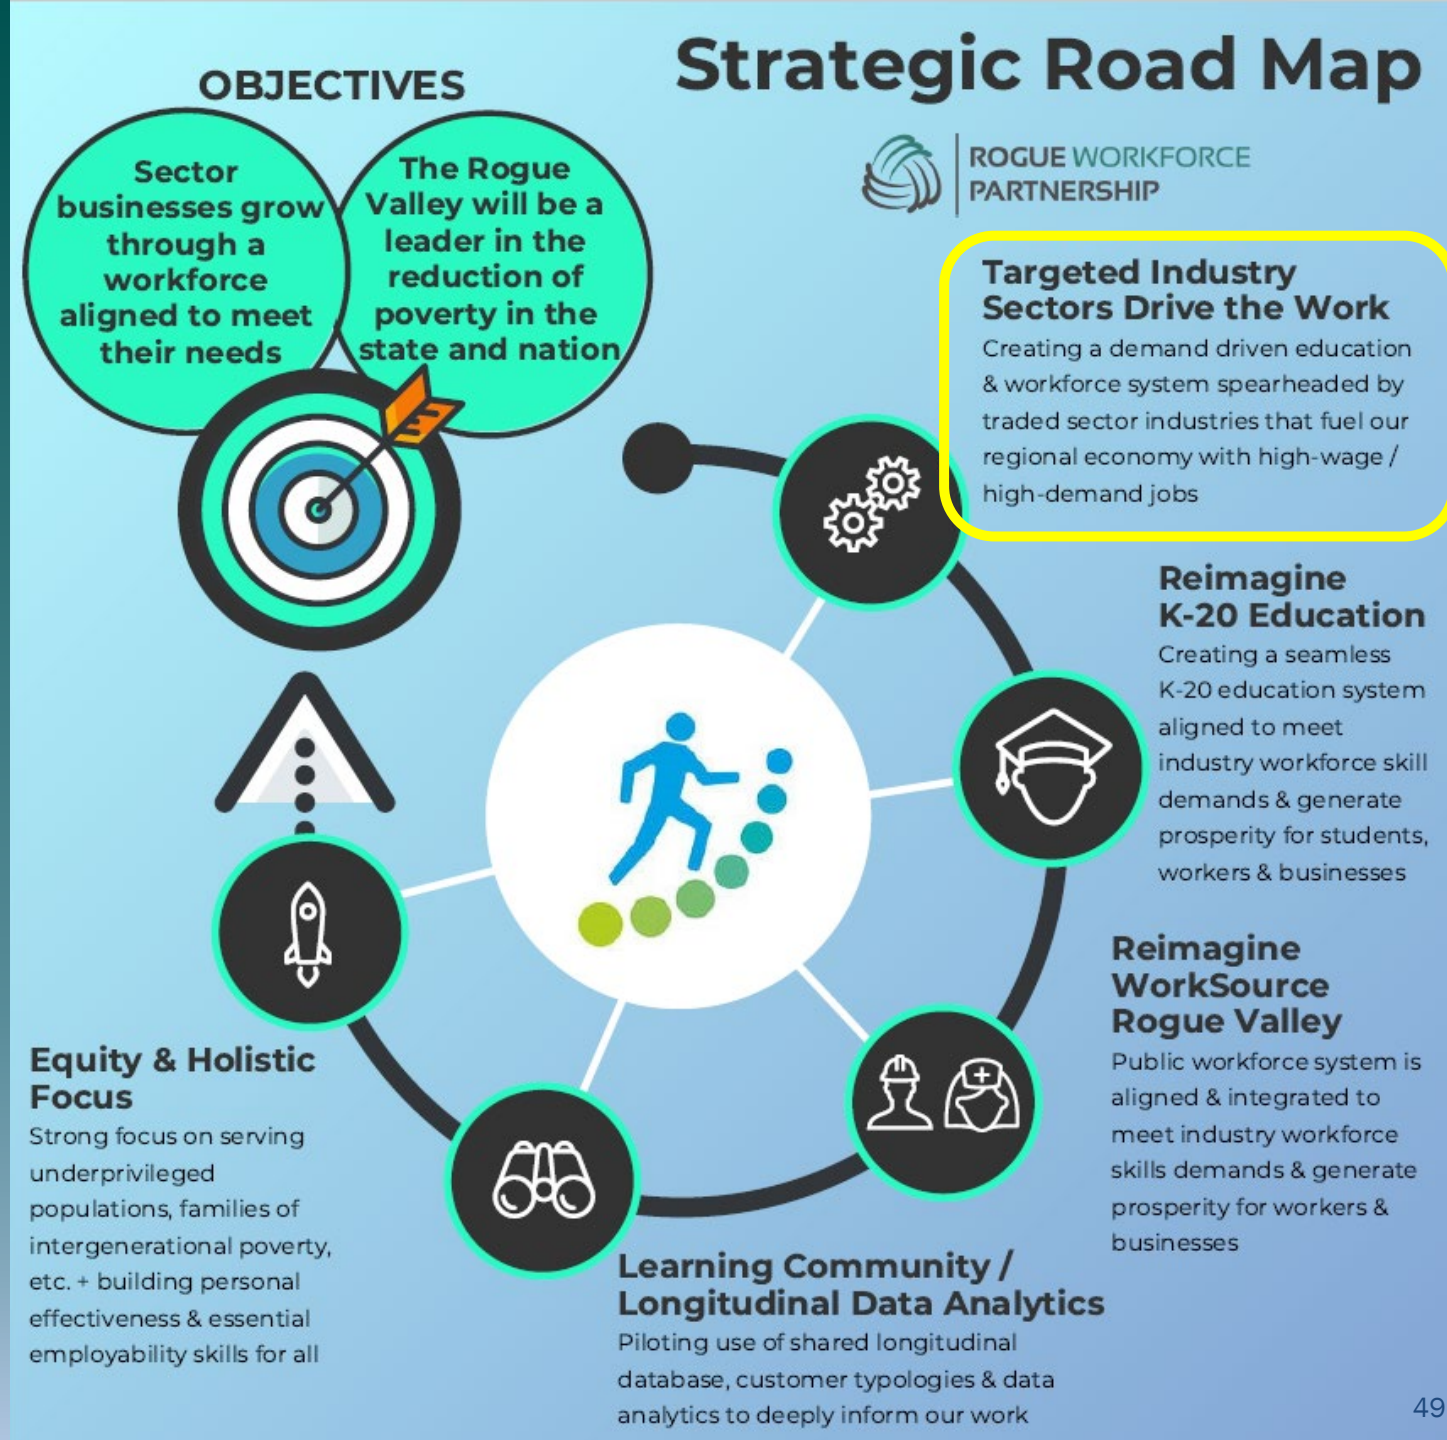 Strategic Road Map
ROGUE WORKFORCE
PARTNERSHIP
OBJECTIVES
Sector
businesses grow
through a
workforce
aligned to meet
their needs
The Rogue
Valley will be a
leader in the
reduction of
poverty in the
state and nation
Targeted Industry
Sectors Drive the Work
Creating a demand driven education
& workforce system spearheaded by
traded sector industries that fuel our
regional economy with high-wage /
high-demand jobs
Reimagine
K-20 Education
Creating a seamless
K-20 education system
aligned to meet
industry workforce skill
demands & generate
prosperity for students,
workers & businesses
Reimagine
WorkSource
Rogue Valley
Public workforce system is
aligned & integrated to
meet industry workforce
skills demands & generate
prosperity for workers &
businesses
Learning Community /
Longitudinal Data Analytics
Piloting use of shared longitudinal
database, customer typologies & data
analytics to deeply inform our work
Equity & Holistic
Focus
Strong focus on serving
underprivileged
populations, families of
intergenerational poverty,
etc. + building personal
effectiveness & essential
employability skills for all
49